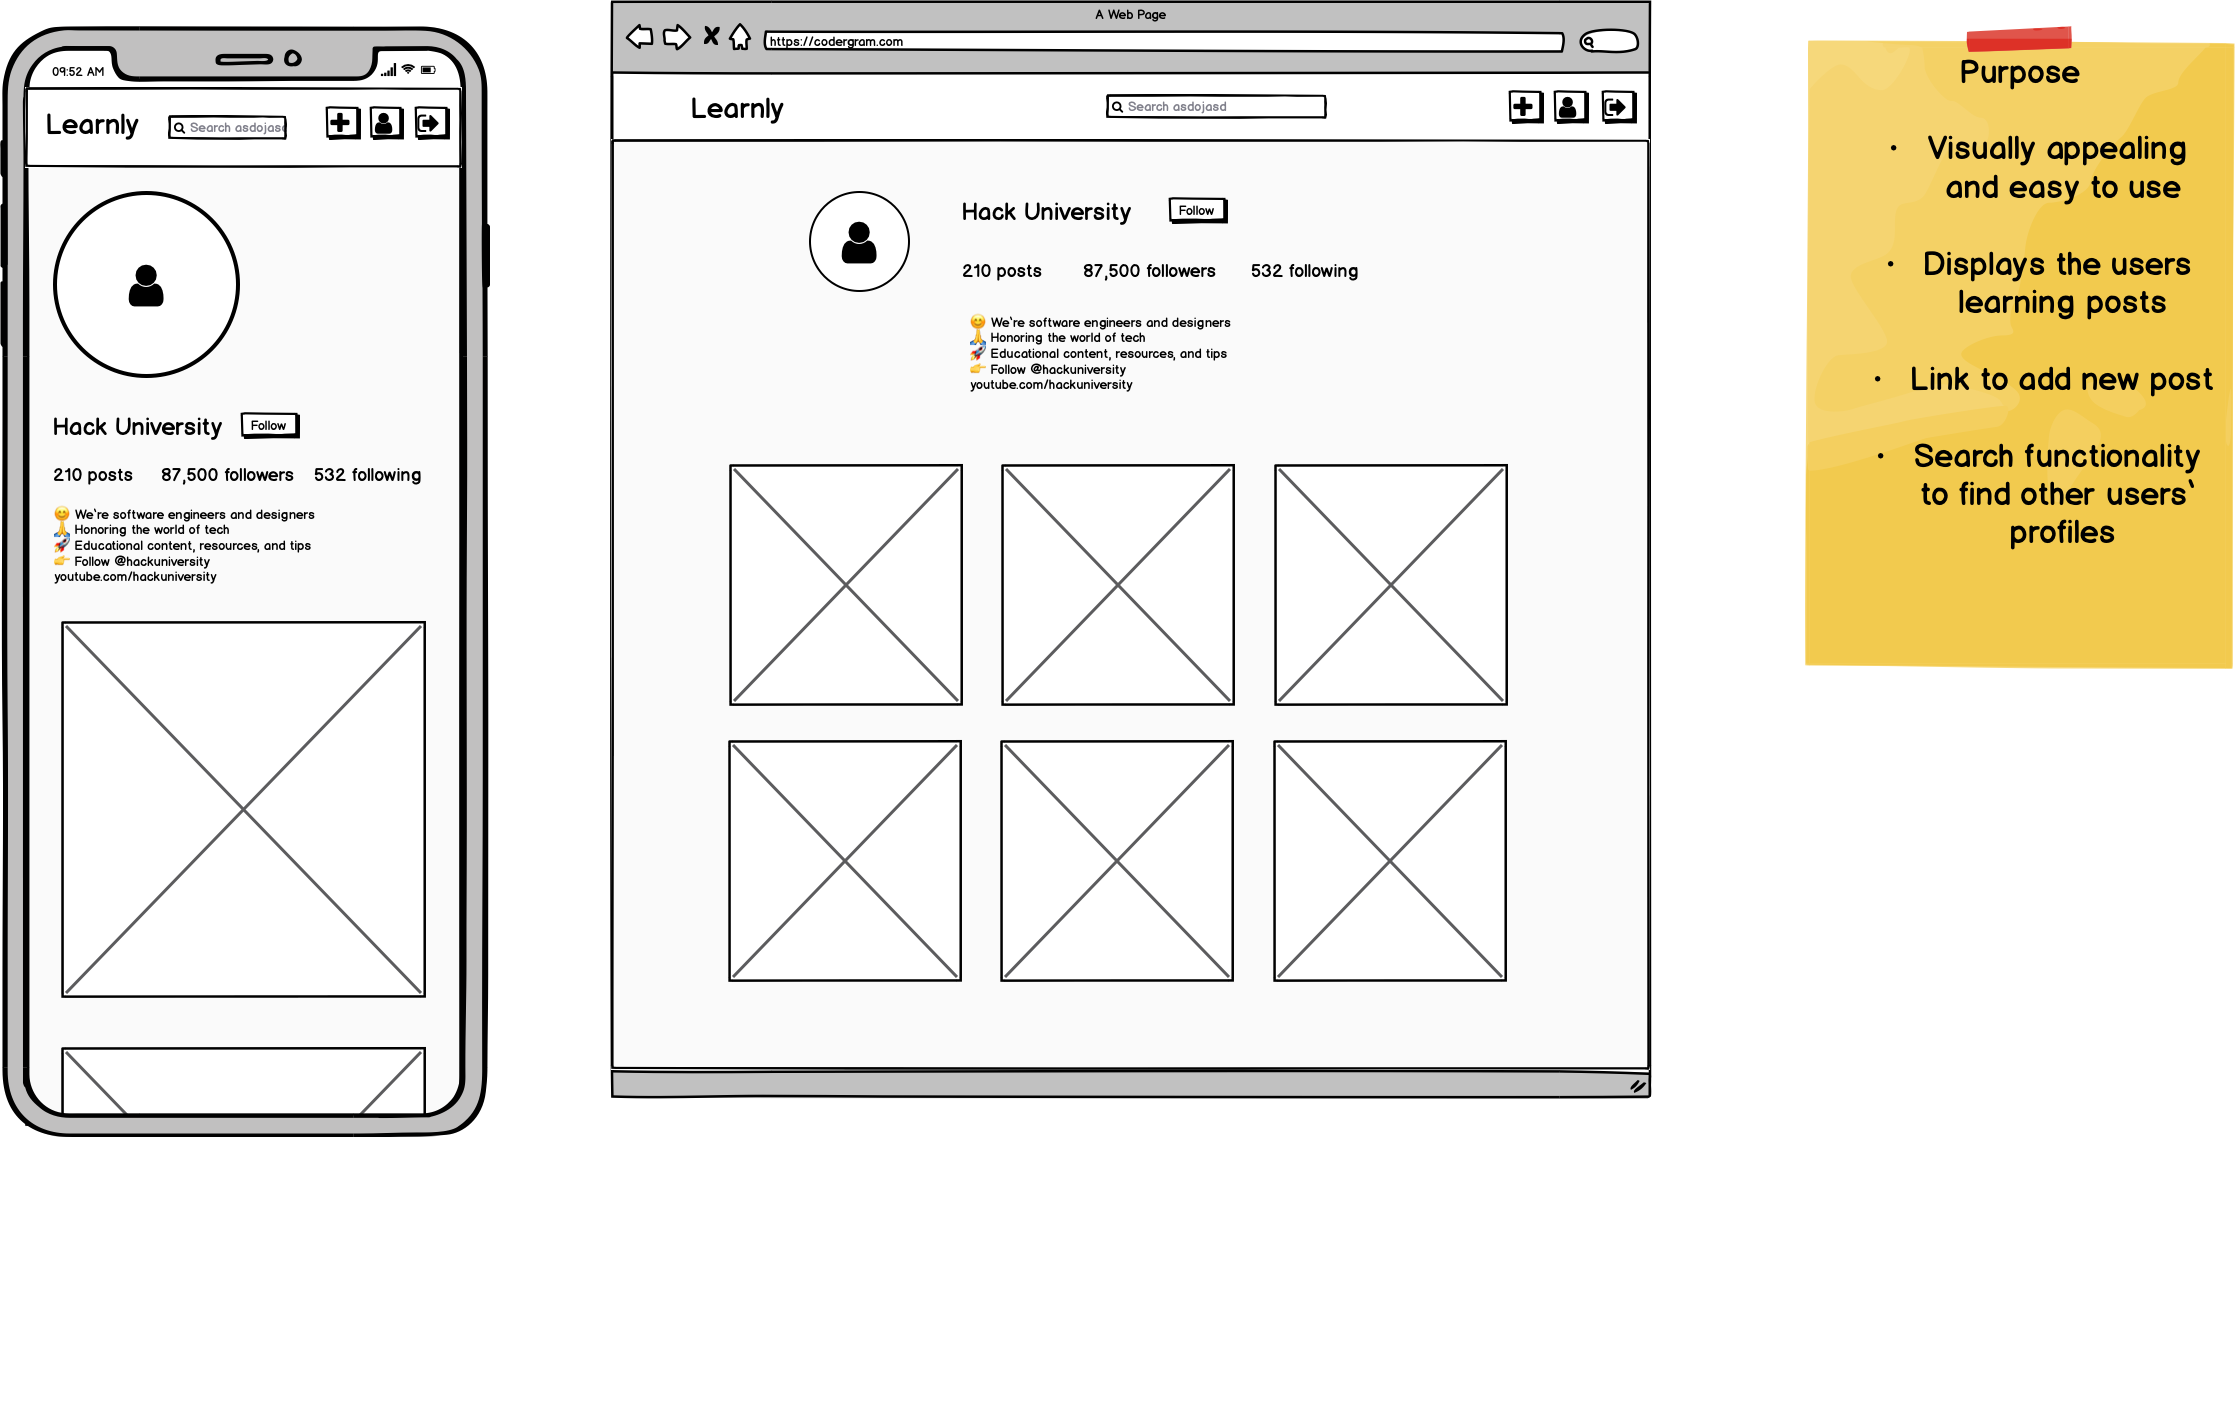 09:52 AM
Learnly
Search asdojasd
Hack University
Follow
210 posts 87,500 followers 532 following
😊 We`re software engineers and designers
🙏 Honoring the world of tech
🚀 Educational content, resources, and tips
👉 Follow @hackuniversity
youtube.com/hackuniversity
A Web Page
https://codergram.com
Learnly
Search asdojasd
Hack University
Follow
210 posts 87,500 followers 532 following
😊 We`re software engineers and designers
🙏 Honoring the world of tech
🚀 Educational content, resources, and tips
👉 Follow @hackuniversity
youtube.com/hackuniversity
Purpose
• Visually appealing
and easy to use
• Displays the users
learning posts
• Link to add new post
• Search functionality
to find other users`
profiles